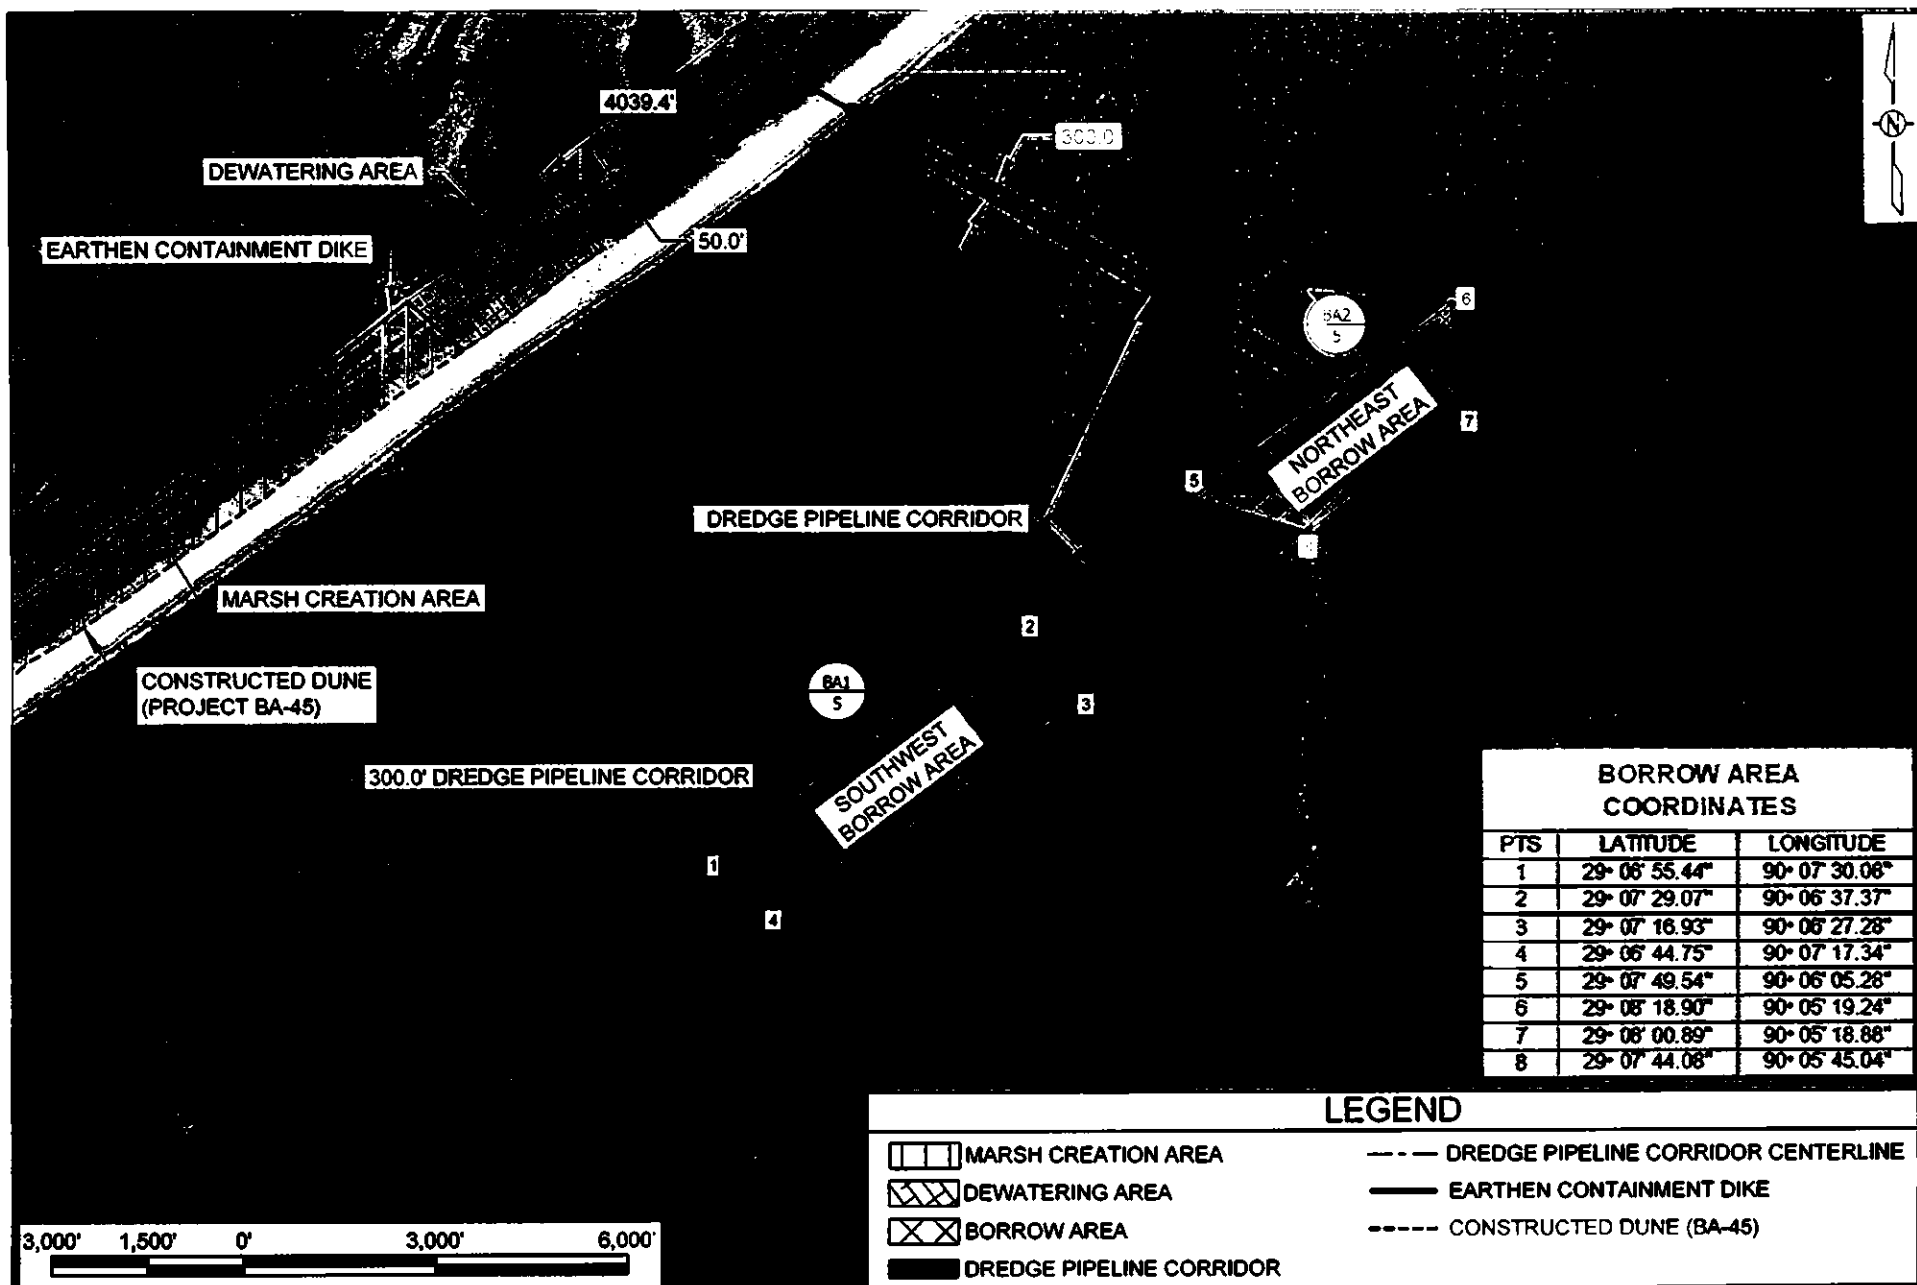 4039.4'
300.0
N
DEWATERING AREA
EARTHEN CONTAINMENT DIKE
50.0'
6
BA2
5
NORTHEAST
BORROW AREA
7
5
DREDGE PIPELINE CORRIDOR
MARSH CREATION AREA
2
CONSTRUCTED DUNE
(PROJECT BA-45)
BA1
5
3
SOUTHWEST
BORROW AREA
300.0' DREDGE PIPELINE CORRIDOR
1
4
BORROW AREA
COORDINATES
PTS LATITUDE LONGITUDE
1 29° 06' 55.44" 90° 07' 30.08"
2 29° 07' 29.07" 90° 06' 37.37"
3 29° 07' 16.93" 90° 06' 27.28"
4 29° 06' 44.75" 90° 07' 17.34"
5 29° 07' 49.54" 90° 06' 05.28"
6 29° 08' 18.90" 90° 05' 19.24"
7 29° 08' 00.89" 90° 05' 18.88"
8 29° 07' 44.08" 90° 05' 45.04"
LEGEND
MARSH CREATION AREA
DEWATERING AREA
BORROW AREA
DREDGE PIPELINE CORRIDOR
DREDGE PIPELINE CORRIDOR CENTERLINE
EARTHEN CONTAINMENT DIKE
CONSTRUCTED DUNE (BA-45)
3,000' 1,500' 0' 3,000' 6,000'